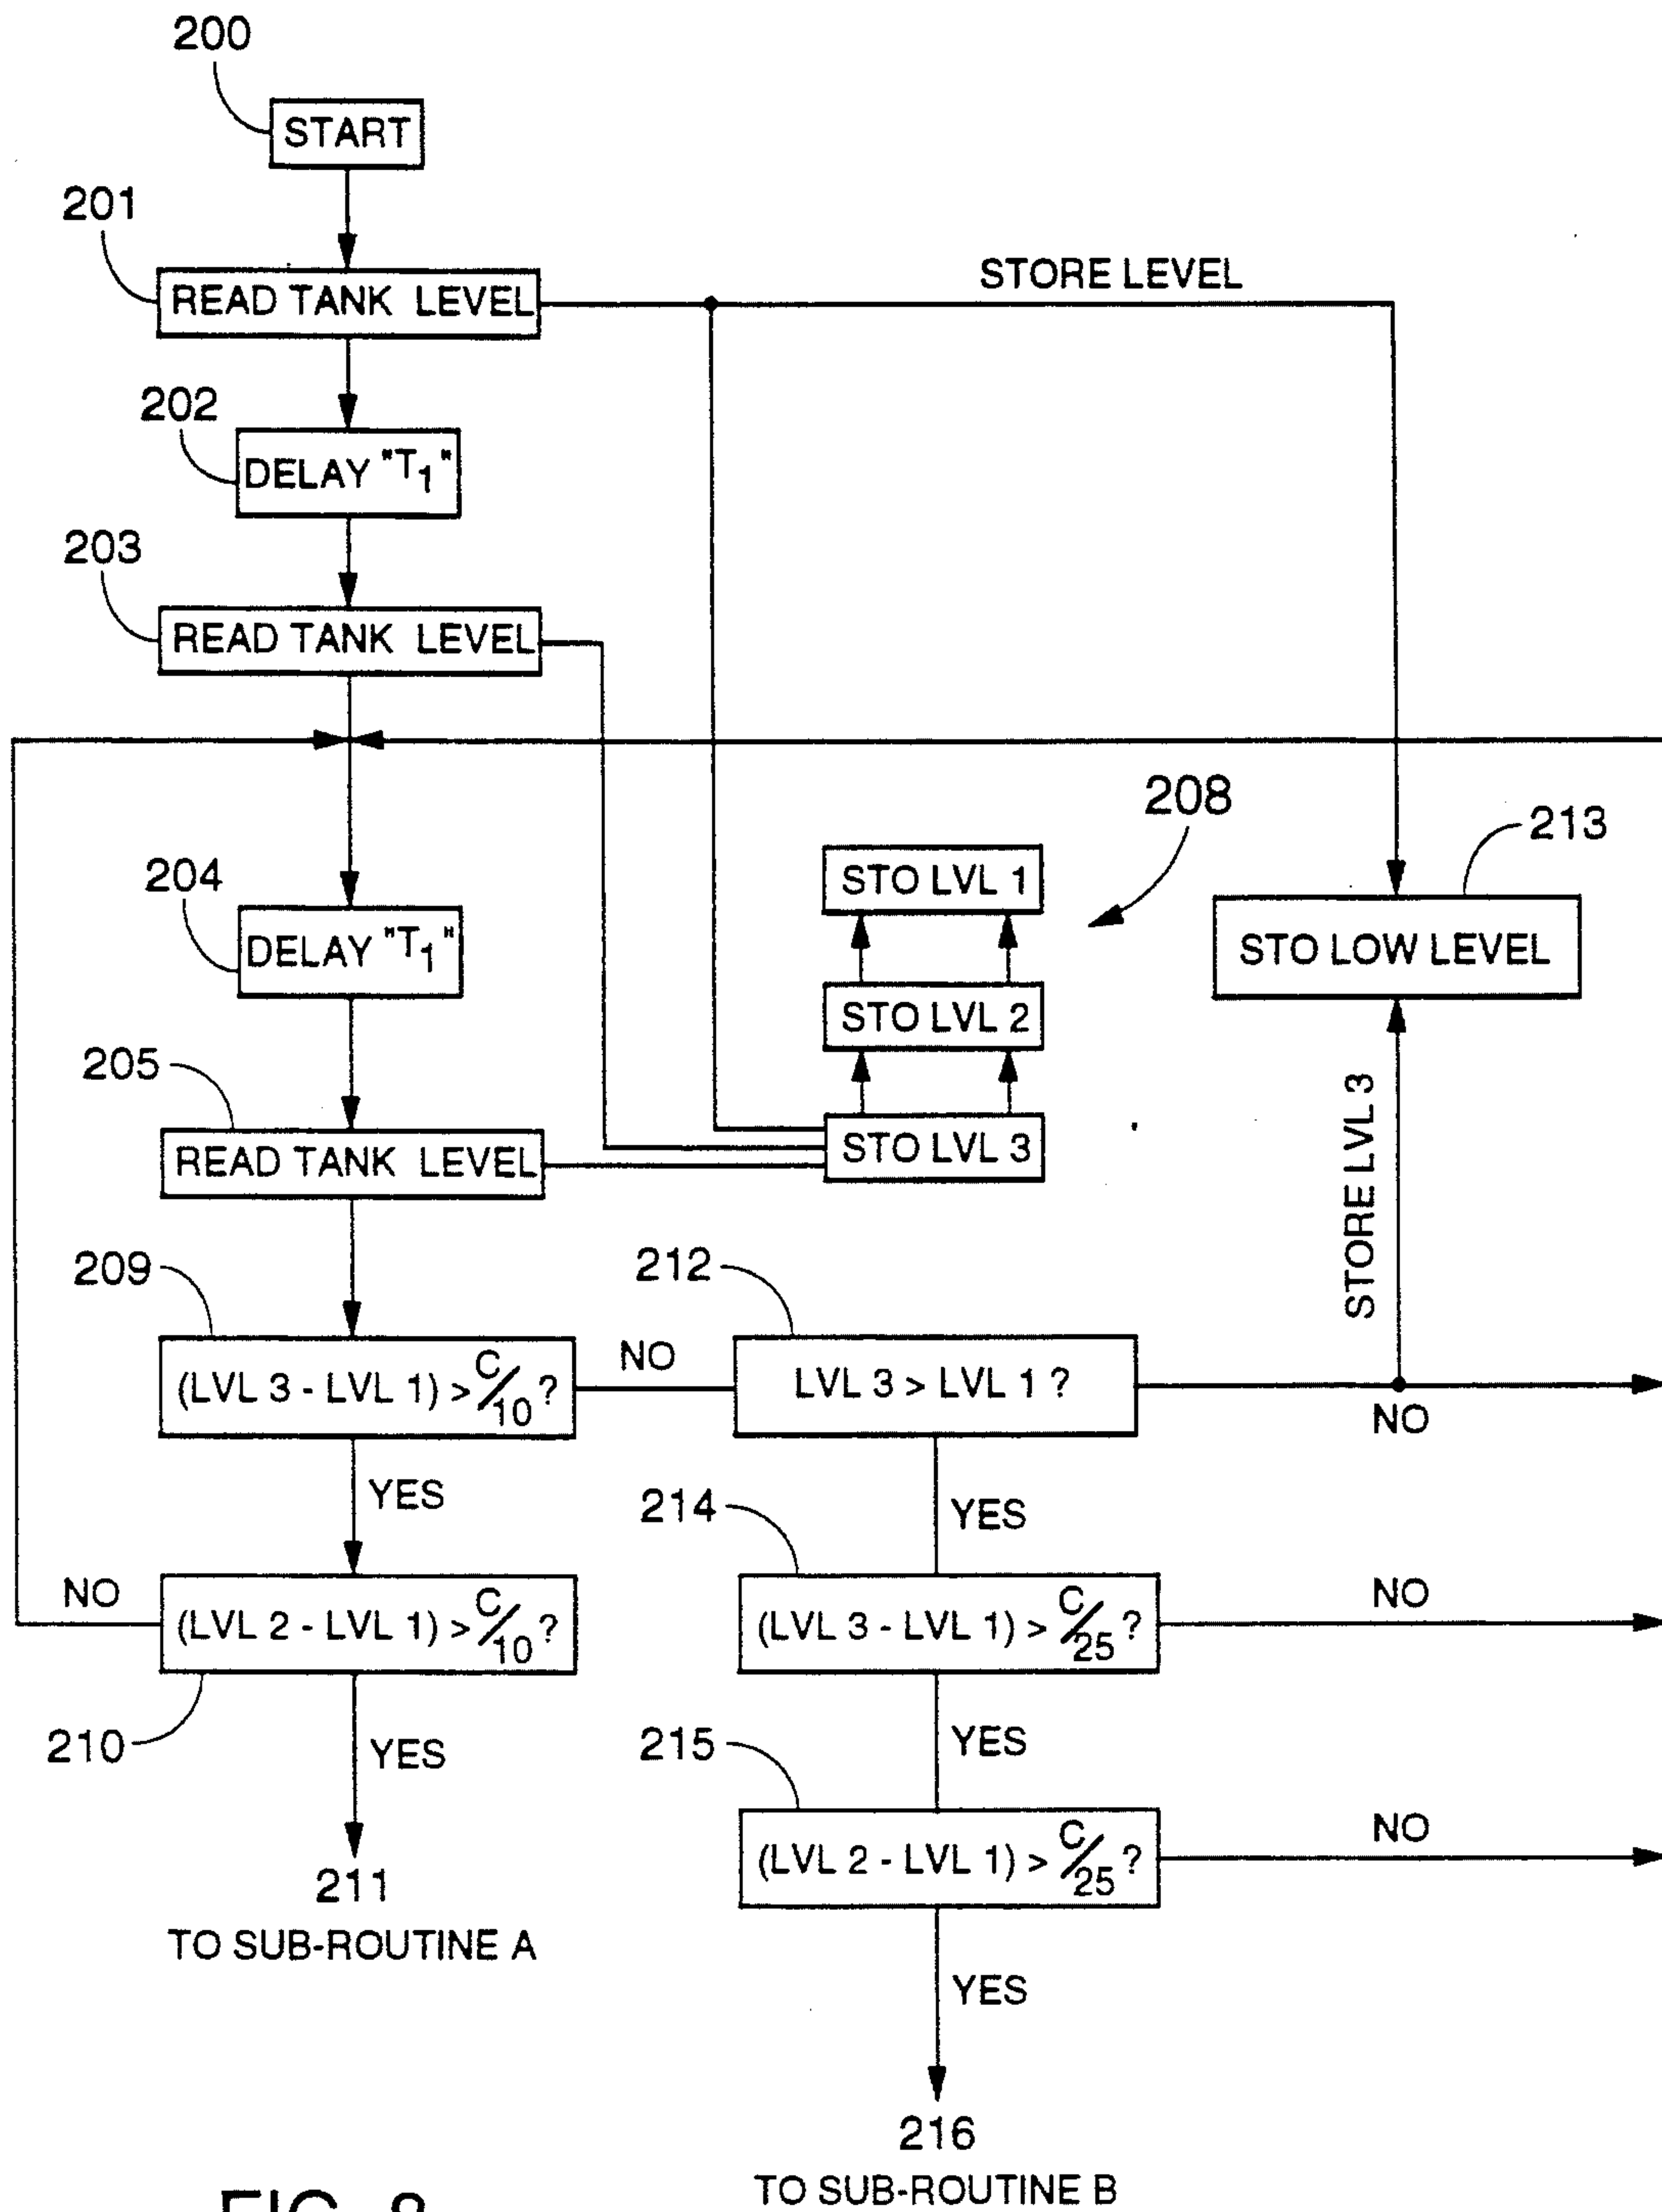 200
START
201
READ TANK LEVEL
STORE LEVEL
202
DELAY "T1"
203
READ TANK LEVEL
208
213
204
STO LVL 1
DELAY "T1"
STO LOW LEVEL
STO LVL 2
205
READ TANK LEVEL
STO LVL 3
STORE LVL 3
209
212
(LVL 3 - LVL 1) > C/10 ?
NO
LVL 3 > LVL 1 ?
NO
YES
214
YES
NO
(LVL 2 - LVL 1) > C/10 ?
(LVL 3 - LVL 1) > C/25 ?
NO
210
YES
215
YES
(LVL 2 - LVL 1) > C/25 ?
NO
211
TO SUB-ROUTINE A
YES
216
TO SUB-ROUTINE B
FIG. 8